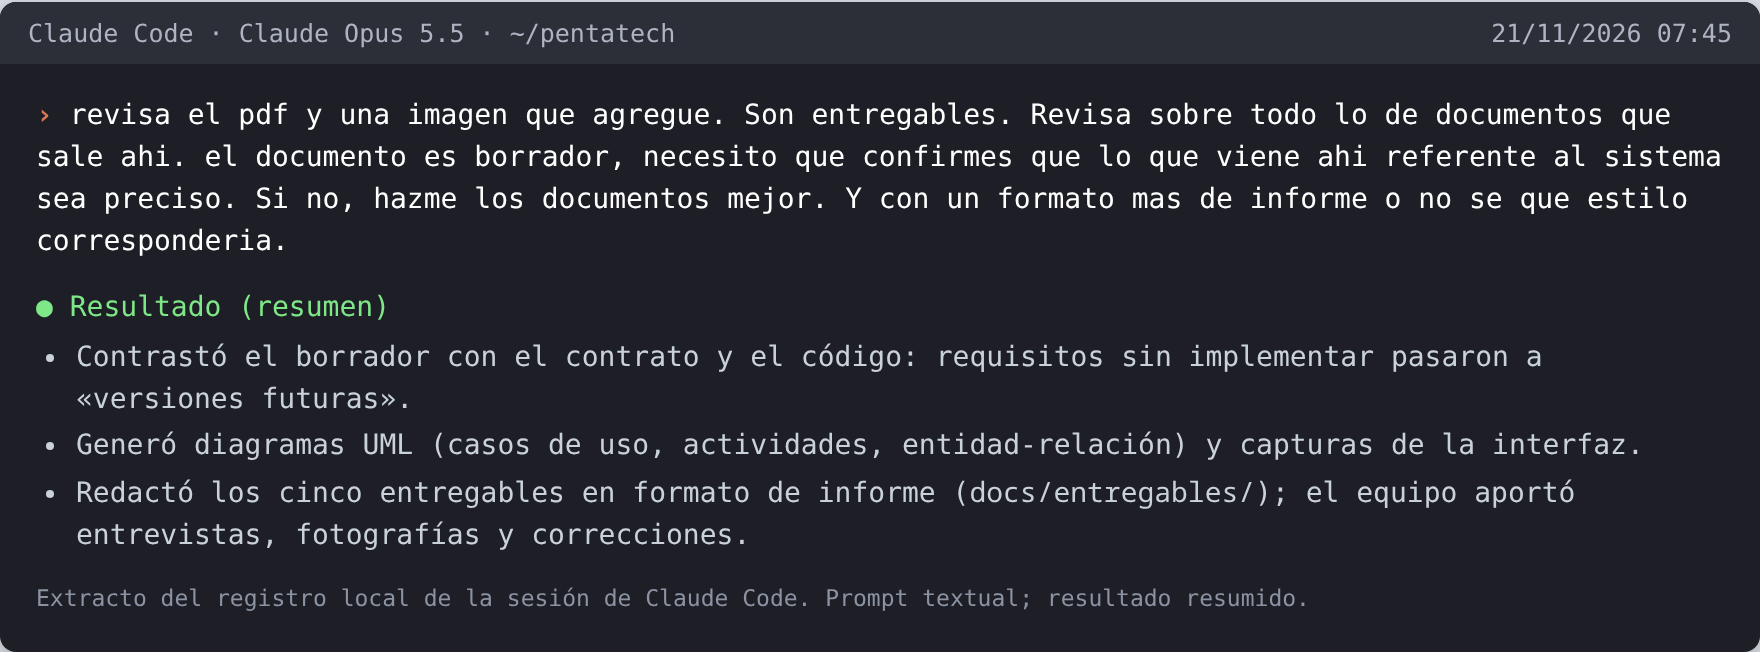 Claude Code · Claude Opus 5.5 · ~/pentatech
21/11/2026 07:45
› revisa el pdf y una imagen que agregue. Son entregables. Revisa sobre todo lo de documentos que
sale ahi. el documento es borrador, necesito que confirmes que lo que viene ahi referente al sistema
sea preciso. Si no, hazme los documentos mejor. Y con un formato mas de informe o no se que estilo
corresponderia.
● Resultado (resumen)
• Contrastó el borrador con el contrato y el código: requisitos sin implementar pasaron a
«versiones futuras».
• Generó diagramas UML (casos de uso, actividades, entidad-relación) y capturas de la interfaz.
• Redactó los cinco entregables en formato de informe (docs/entregables/); el equipo aportó
entrevistas, fotografías y correcciones.
Extracto del registro local de la sesión de Claude Code. Prompt textual; resultado resumido.